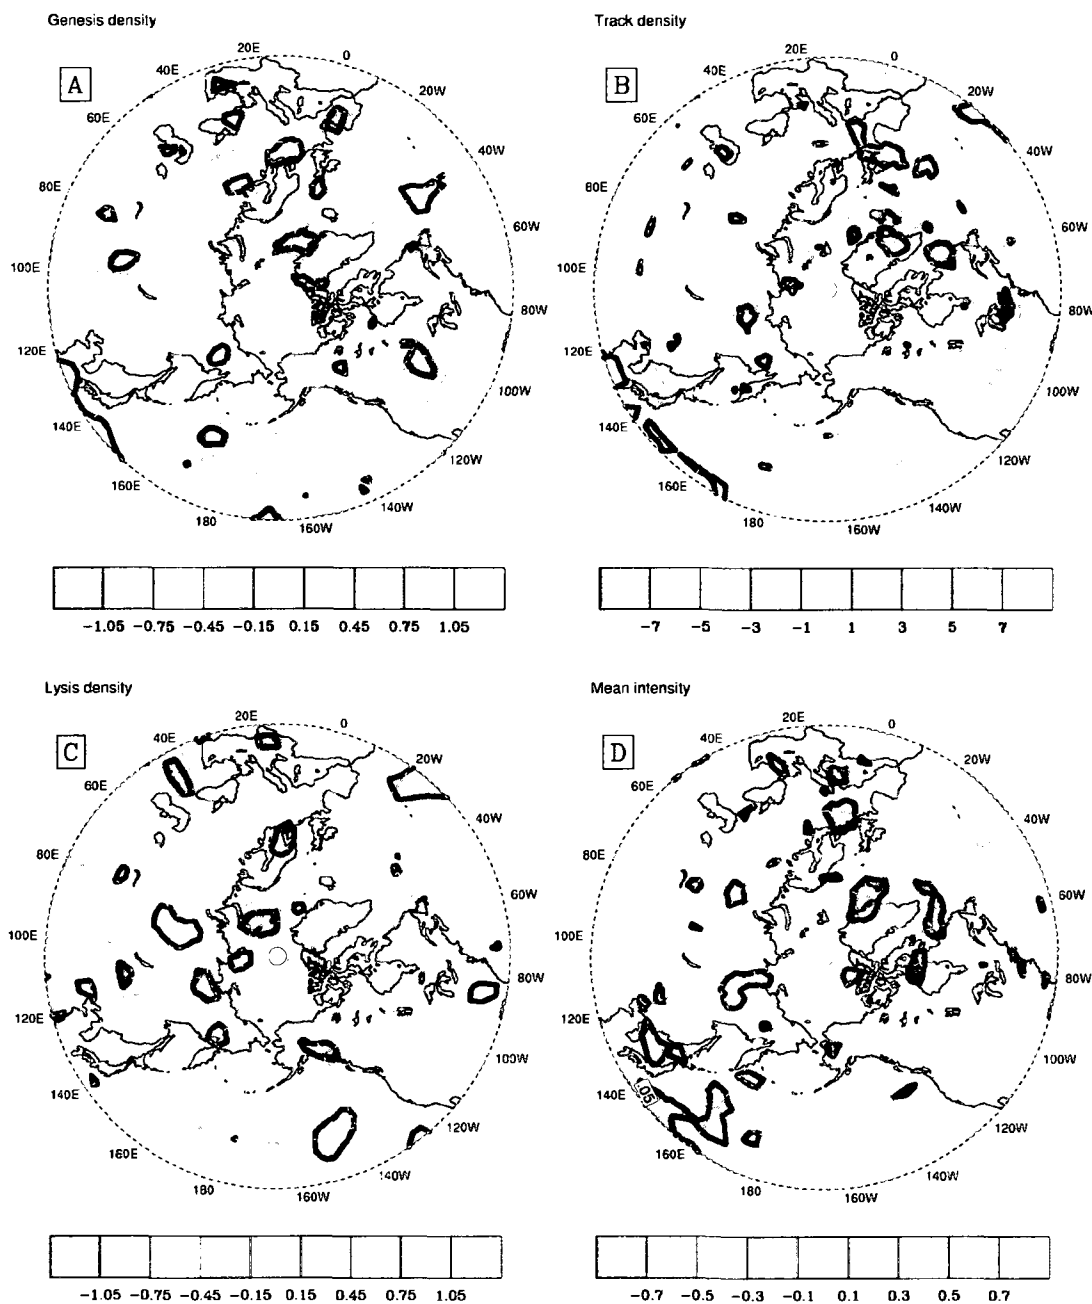 Genesis density
Track density
A
20E
0
40E
20W
60E
40W
80E
60W
100E
80W
120E
100W
140E
120W
160E
140W
180
160W
B
20E
0
40E
20W
60E
40W
80E
60W
100E
80W
120E
100W
140E
120W
160E
140W
180
160W
-1.05 -0.75 -0.45 -0.15 0.15 0.45 0.75 1.05
-7 -5 -3 -1 1 3 5 7
Lysis density
Mean intensity
C
20E
0
40E
20W
60E
40W
80E
60W
100E
80W
120E
100W
140E
120W
160E
140W
180
160W
D
20E
0
40E
20W
60E
40W
80E
60W
100E
80W
120E
100W
140E
.05
120W
160E
140W
180
160W
-1.05 -0.75 -0.45 -0.15 0.15 0.45 0.75 1.05
-0.7 -0.5 -0.3 -0.1 0.1 0.3 0.5 0.7